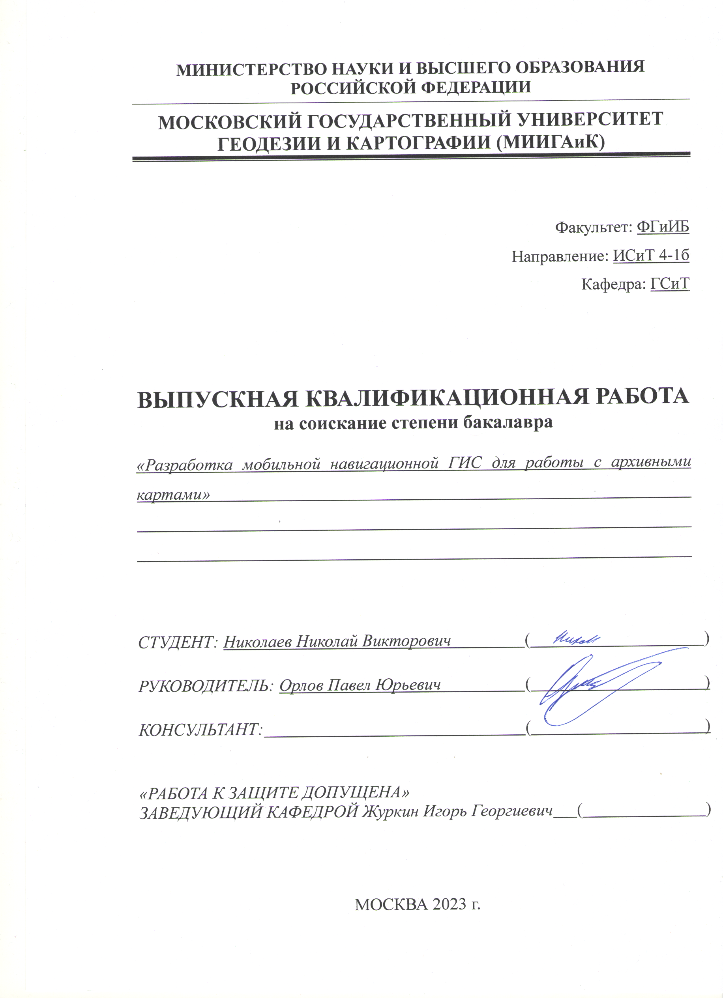 МИНИСТЕРСТВО НАУКИ И ВЫСШЕГО ОБРАЗОВАНИЯ
РОССИЙСКОЙ ФЕДЕРАЦИИ
МОСКОВСКИЙ ГОСУДАРСТВЕННЫЙ УНИВЕРСИТЕТ
ГЕОДЕЗИИ И КАРТОГРАФИИ (МИИГАиК)
Факультет: ФГиИБ
Направление: ИСиТ 4-1б
Кафедра: ГСиТ
ВЫПУСКНАЯ КВАЛИФИКАЦИОННАЯ РАБОТА
на соискание степени бакалавра
«Разработка мобильной навигационной ГИС для работы с архивными
картами»
СТУДЕНТ: Николаев Николай Викторович ( )
РУКОВОДИТЕЛЬ: Орлов Павел Юрьевич ( )
КОНСУЛЬТАНТ: ( )
«РАБОТА К ЗАЩИТЕ ДОПУЩЕНА»
ЗАВЕДУЮЩИЙ КАФЕДРОЙ Журкин Игорь Георгиевич ( )
МОСКВА 2023 г.